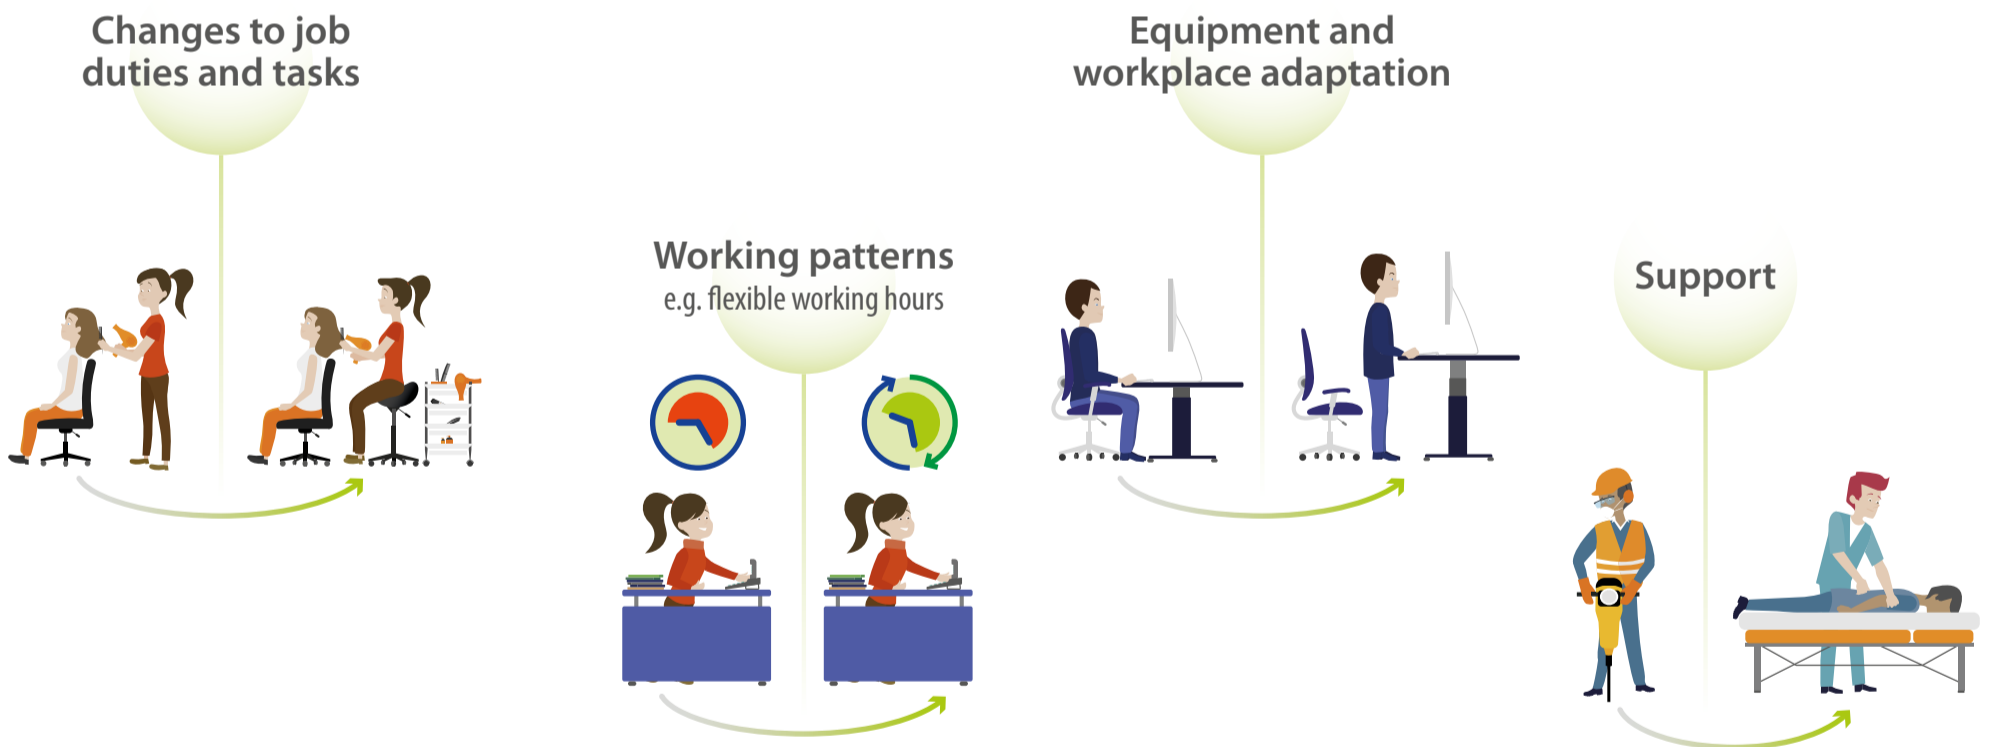 Changes to job
duties and tasks
Working patterns
e.g. flexible working hours
Equipment and
workplace adaptation
Support